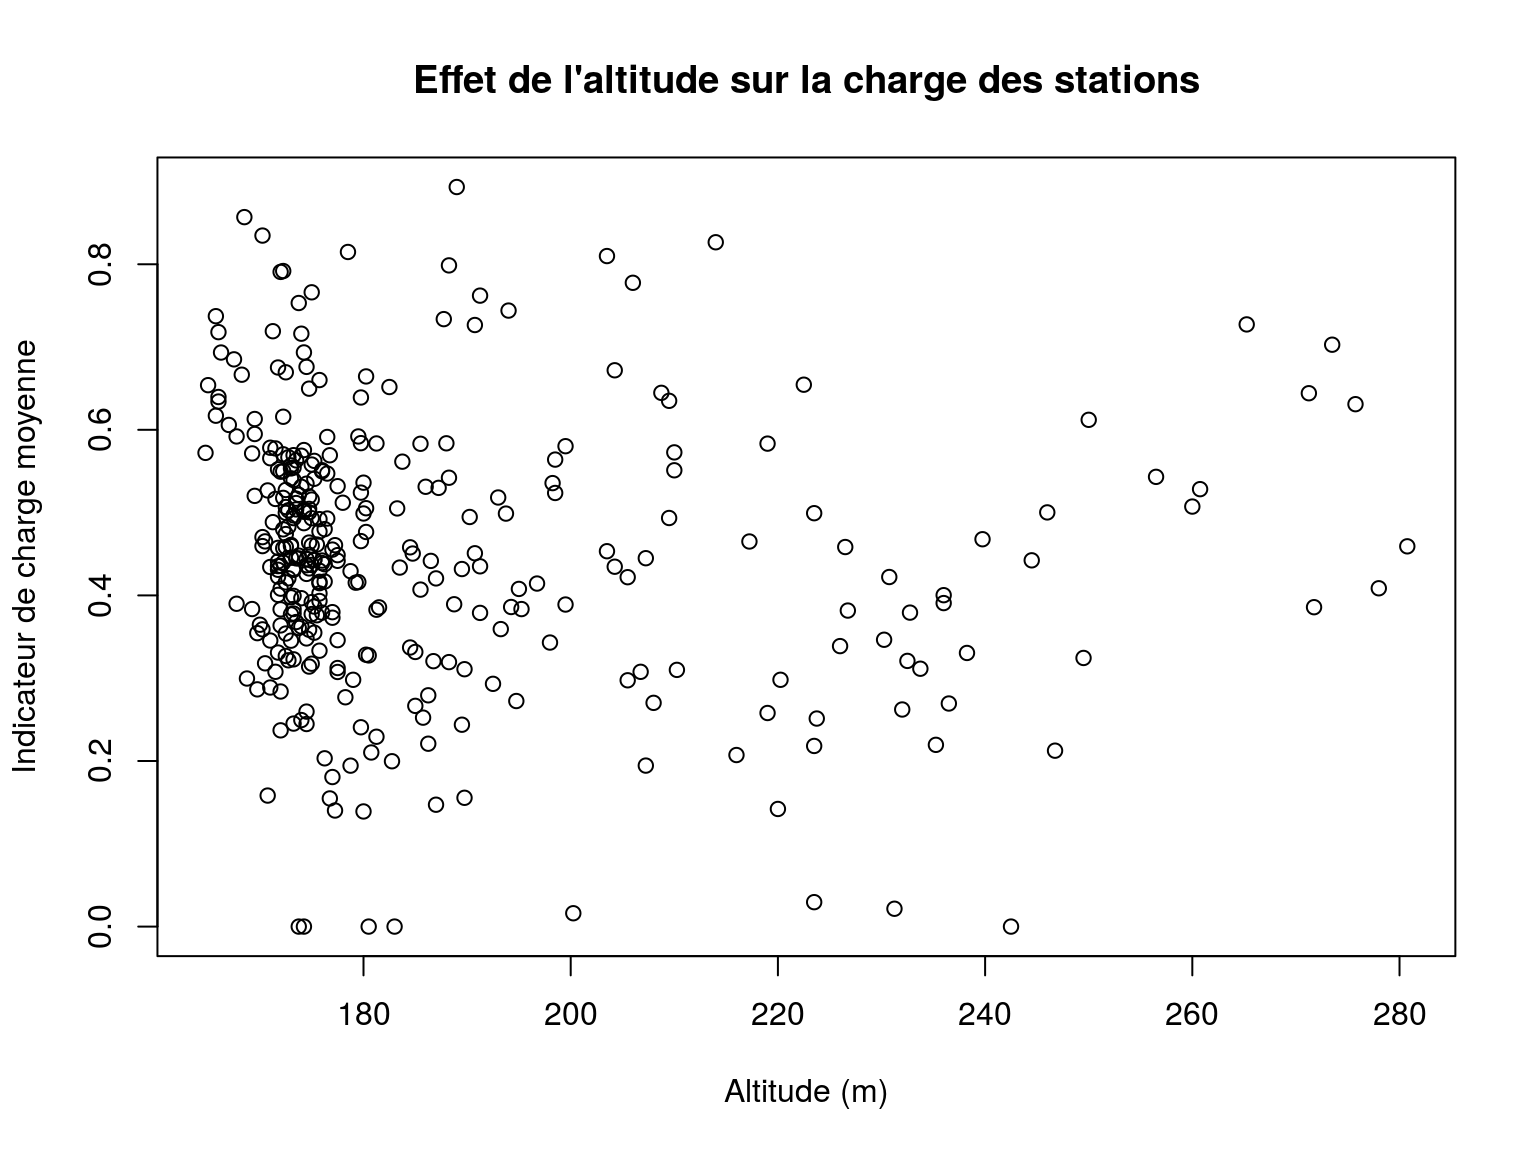 Effet de l'altitude sur la charge des stations
Indicateur de charge moyenne
0.8
0.6
0.4
0.2
0.0
180 200 220 240 260 280
Altitude (m)